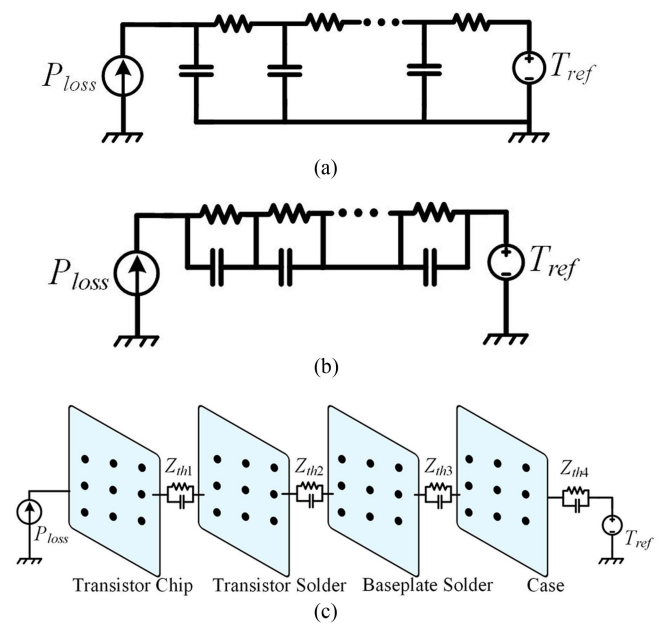 P_loss
T_ref
(a)
P_loss
T_ref
(b)
Z_th1
Z_th2
Z_th3
Z_th4
P_loss
T_ref
Transistor Chip
Transistor Solder
Baseplate Solder
Case
(c)